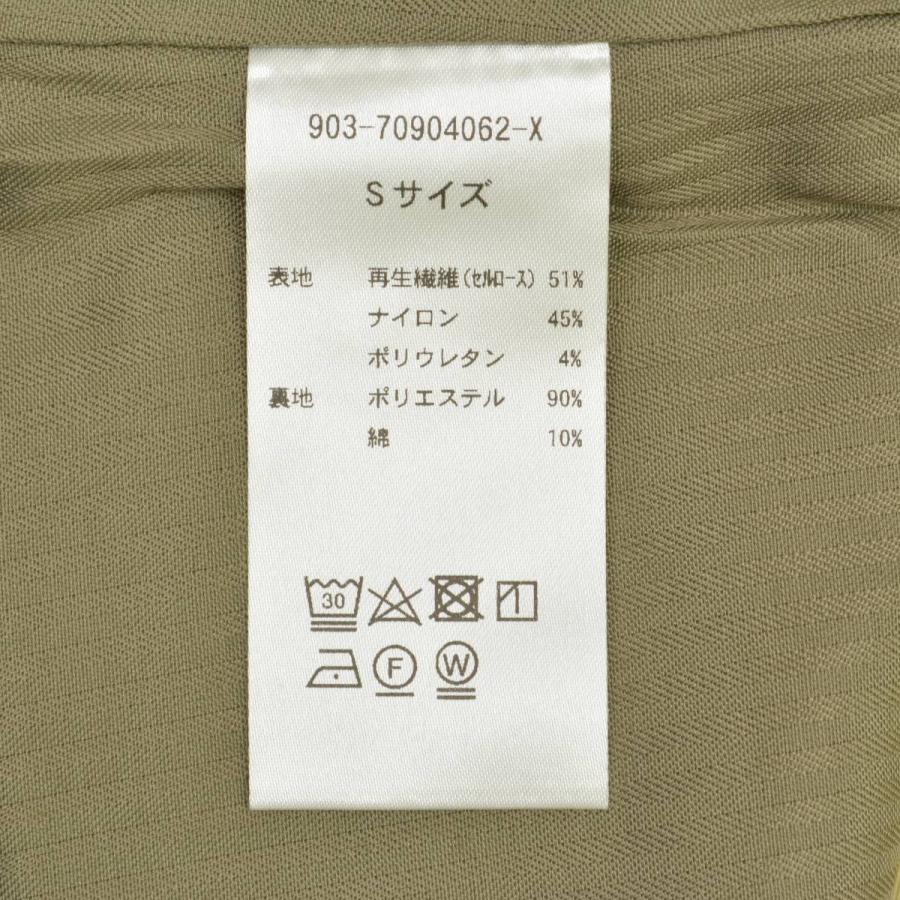 903-70904062-X
Sサイズ
表地 再生繊維(ｾﾙﾛｰｽ) 51%
ナイロン 45%
ポリウレタン 4%
裏地 ポリエステル 90%
綿 10%
30
F W